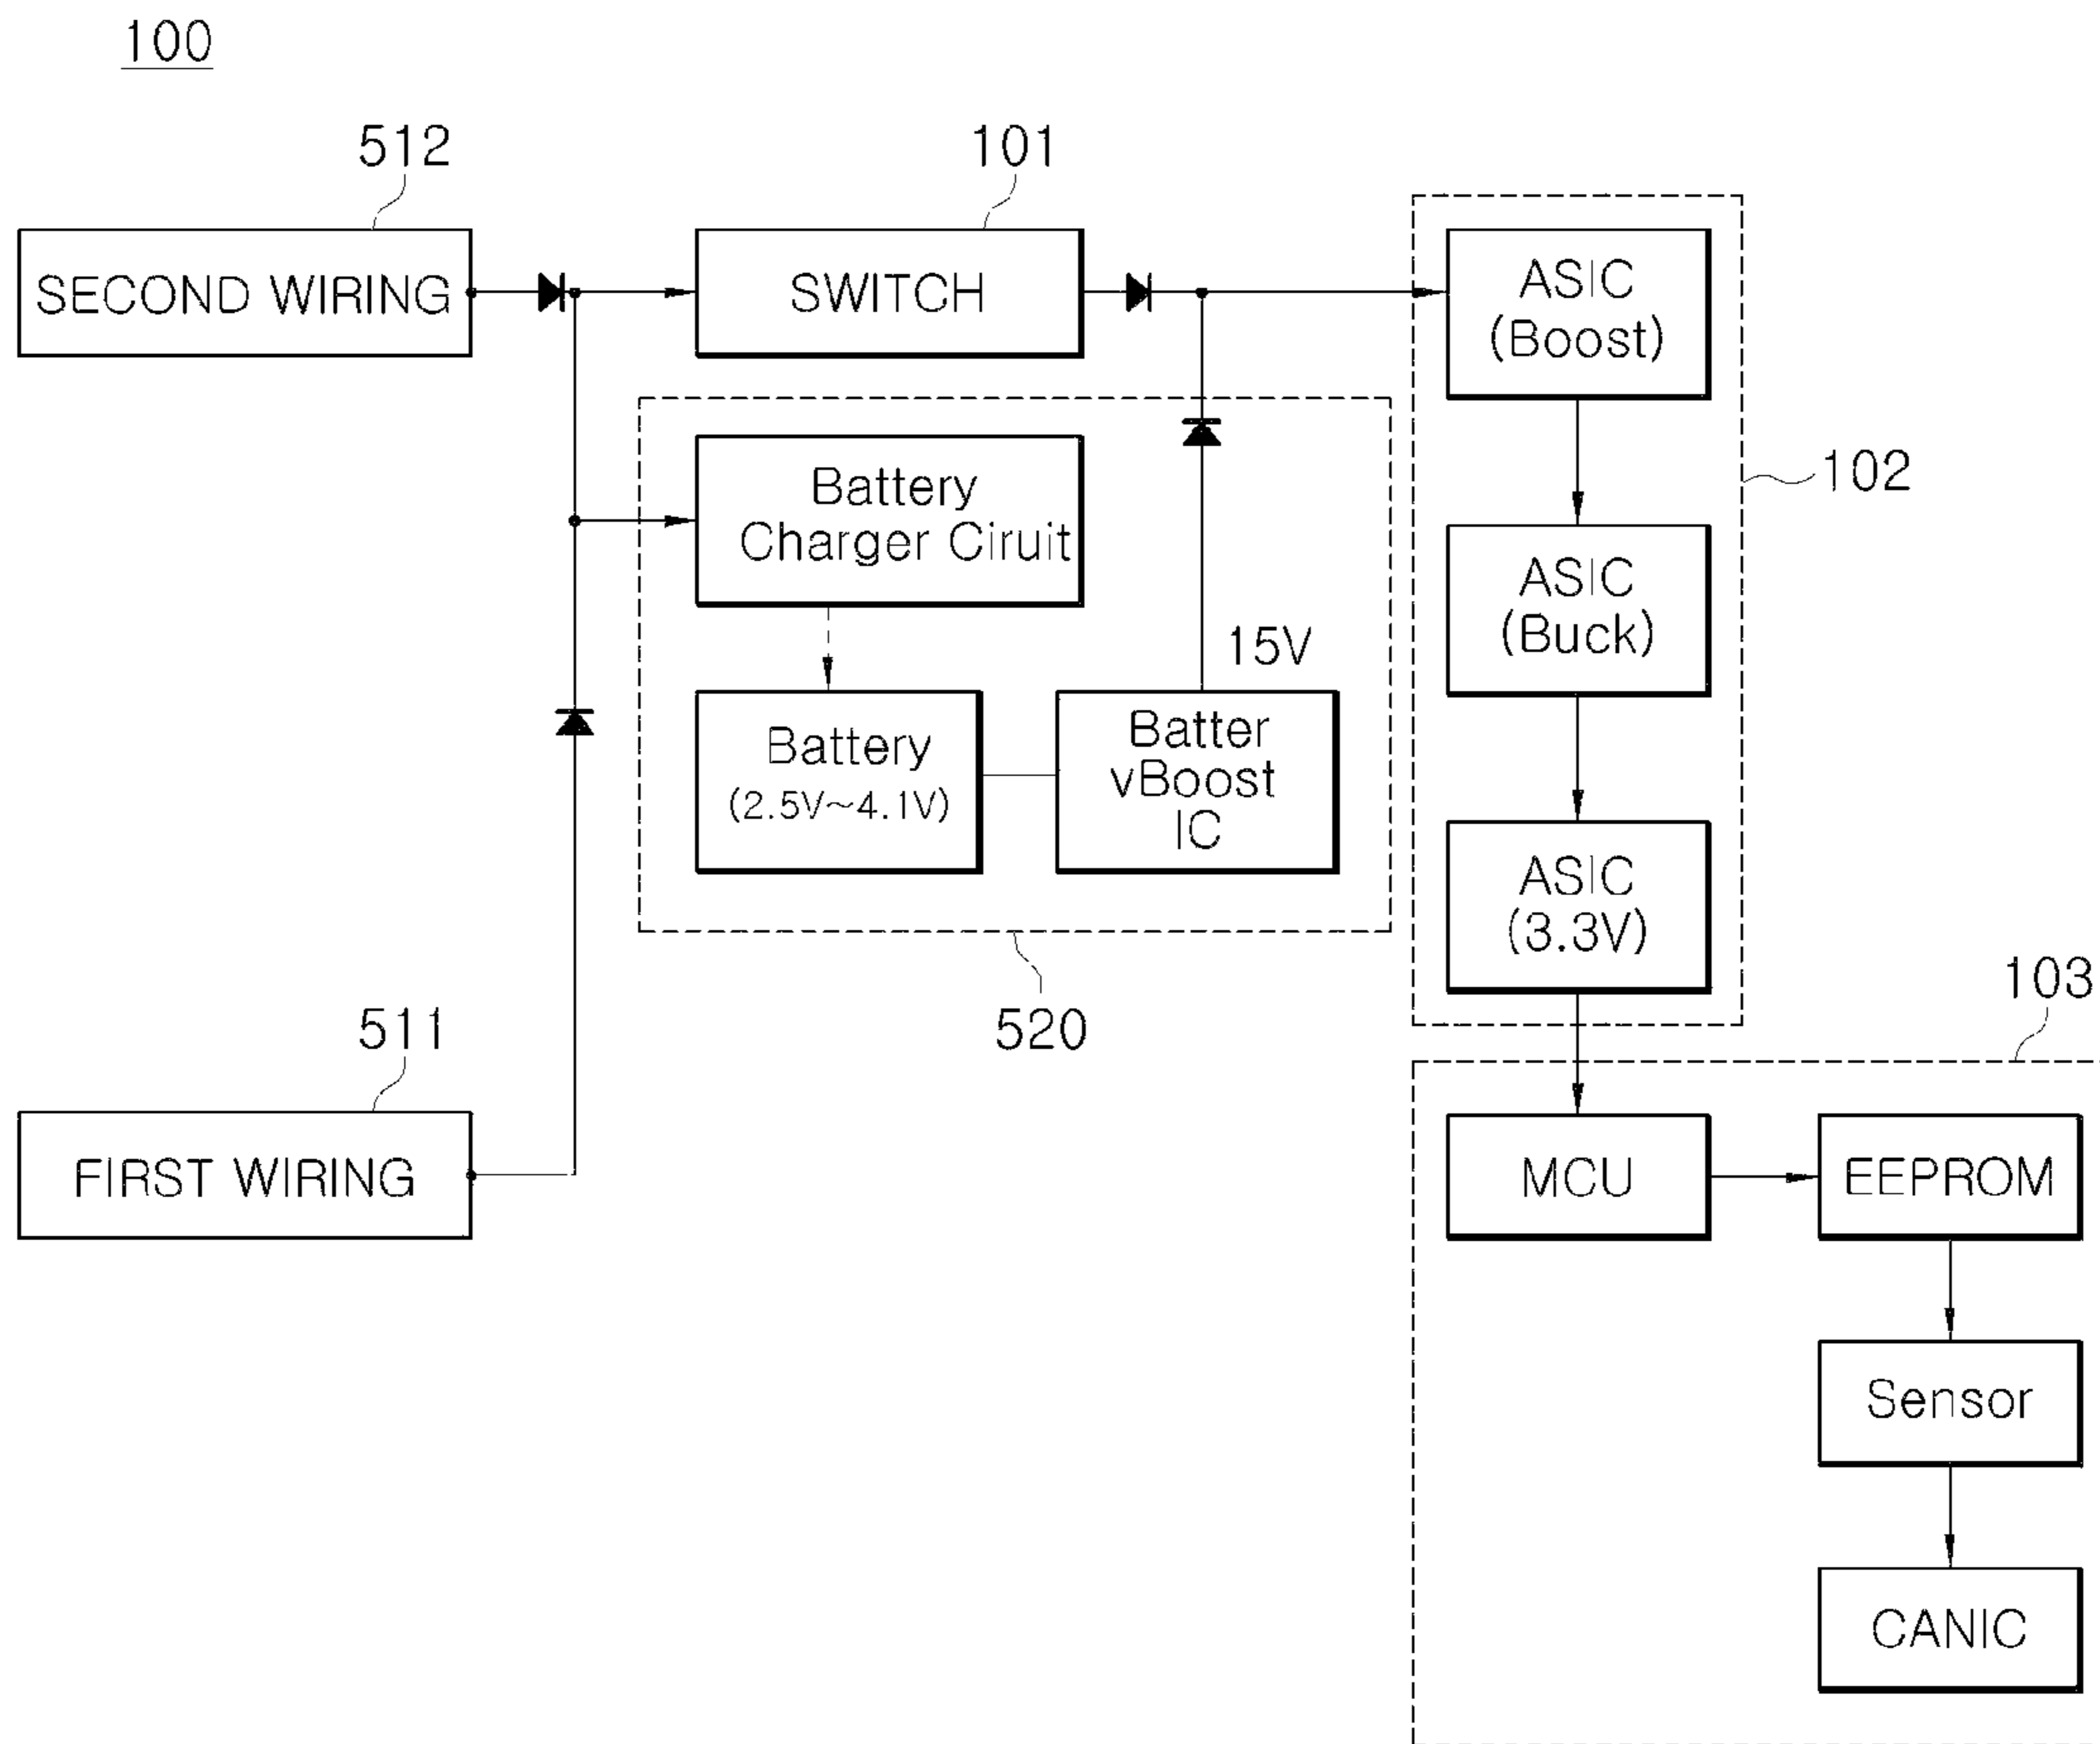 100
512
101
SECOND WIRING
SWITCH
ASIC
(Boost)
102
Battery
Charger Ciruit
ASIC
(Buck)
15V
Battery
(2.5V~4.1V)
Batter
vBoost
IC
ASIC
(3.3V)
520
103
511
FIRST WIRING
MCU
EEPROM
Sensor
CANIC